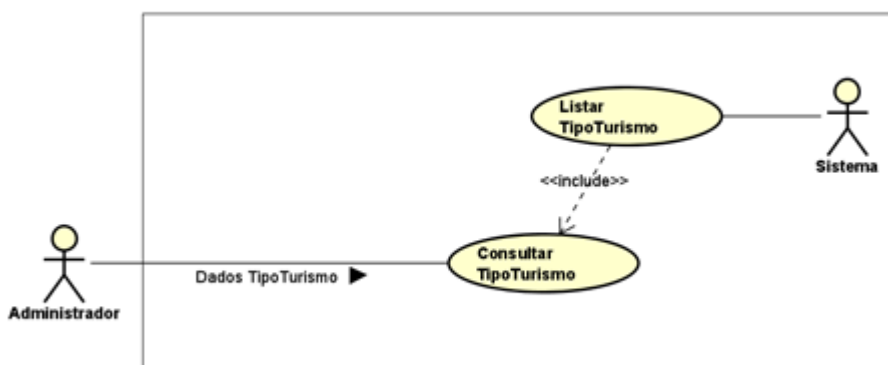 Listar
TipoTurismo
Sistema
<<include>>
Consultar
TipoTurismo
Dados TipoTurismo
Administrador